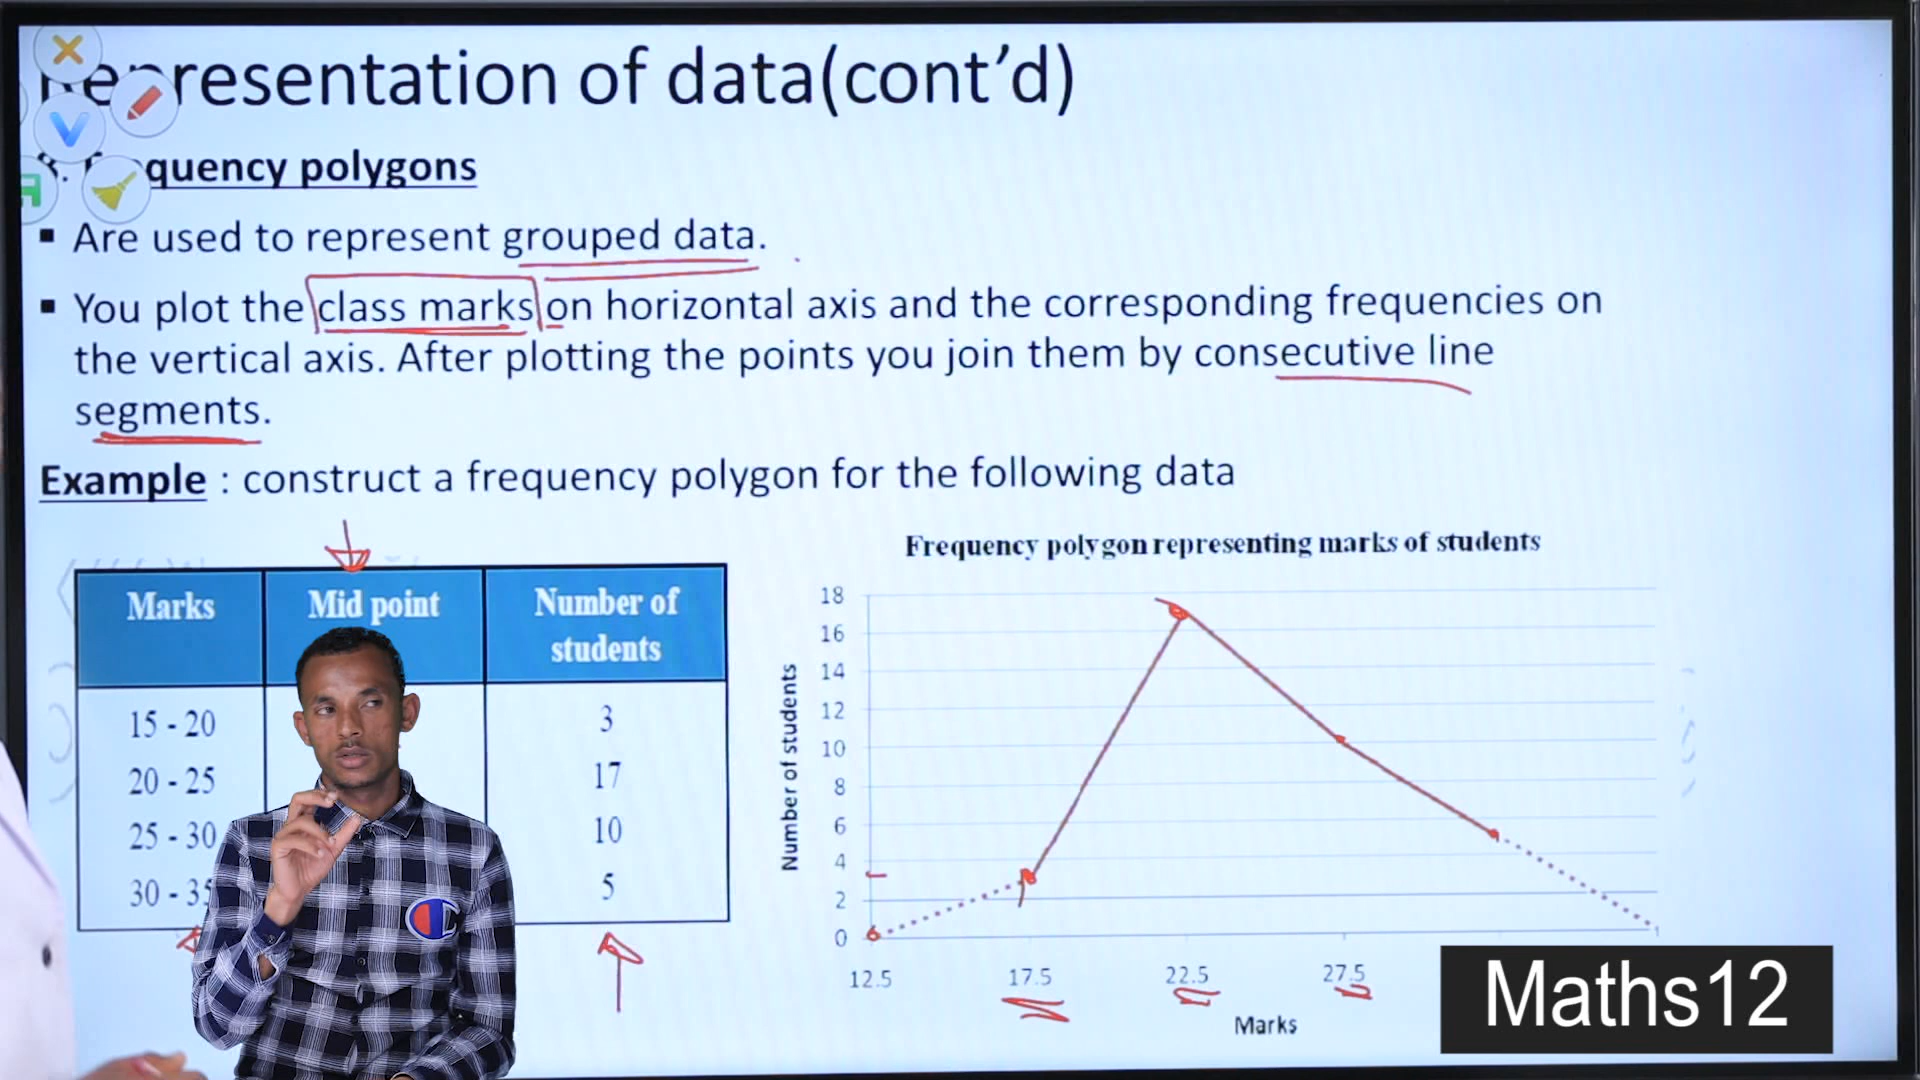 resentation of data(cont’d)
quency polygons
▪ Are used to represent grouped data.
▪ You plot the class marks on horizontal axis and the corresponding frequencies on
the vertical axis. After plotting the points you join them by consecutive line
segments.
Example : construct a frequency polygon for the following data
Marks Mid point Number of
students
15 - 20 3
20 - 25 17
25 - 30 10
30 - 35 5
Frequency polygon representing marks of students
Number of students
18
16
14
12
10
8
6
4
2
0
12.5 17.5 22.5 27.5
Marks
Maths12